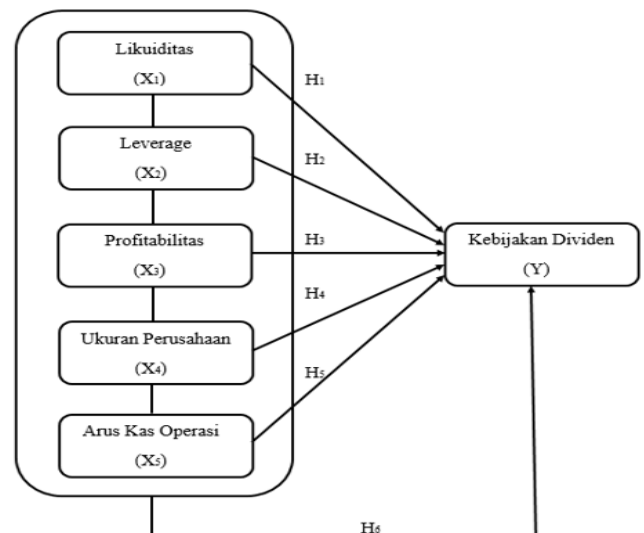 Likuiditas
(X₁)
H₁
Leverage
(X₂)
H₂
Profitabilitas
(X₃)
H₃
Kebijakan Dividen
(Y)
H₄
Ukuran Perusahaan
(X₄)
H₅
Arus Kas Operasi
(X₅)
H₆